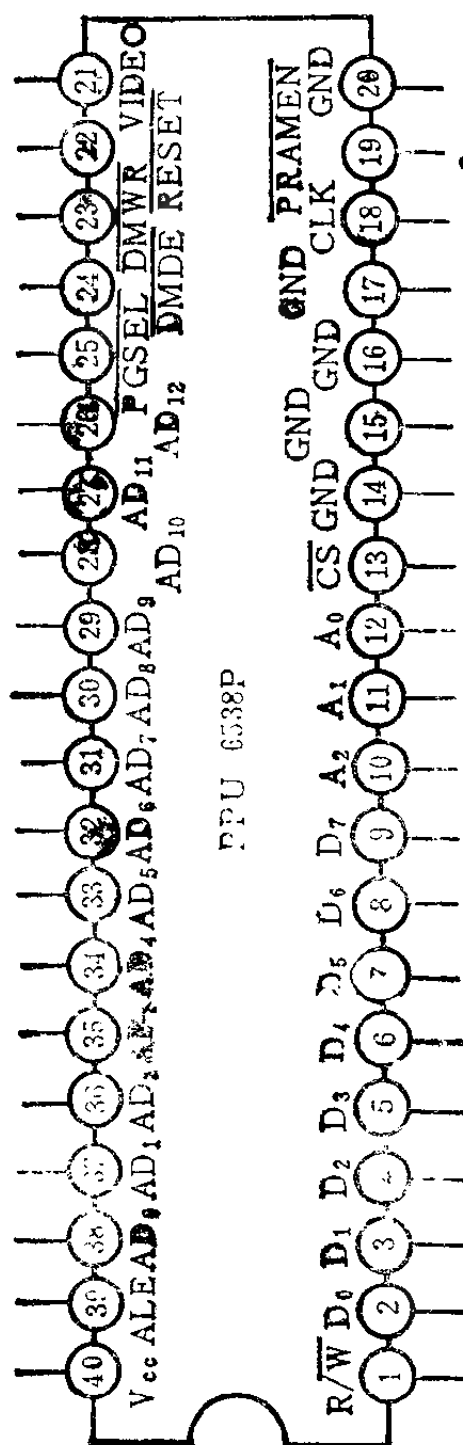 40 39 38 37 36 35 34 33 32 31 30 29 28 27 26 25 24 23 22 21
Vcc ALE AD₀ AD₁ AD₂ AD₄ AD₅ AD₆ AD₇ AD₈ AD₉ AD₁₁ PGSEL DMWR VIDEO
AD₁₀ AD₁₂ DMDE RESET
PPU 6538P
GND GND PRAMEN
R/W D₀ D₁ D₂ D₃ D₄ D₅ D₆ D₇ A₂ A₁ A₀ CS GND GND CLK GND
1 2 3 4 5 6 7 8 9 10 11 12 13 14 15 16 17 18 19 20